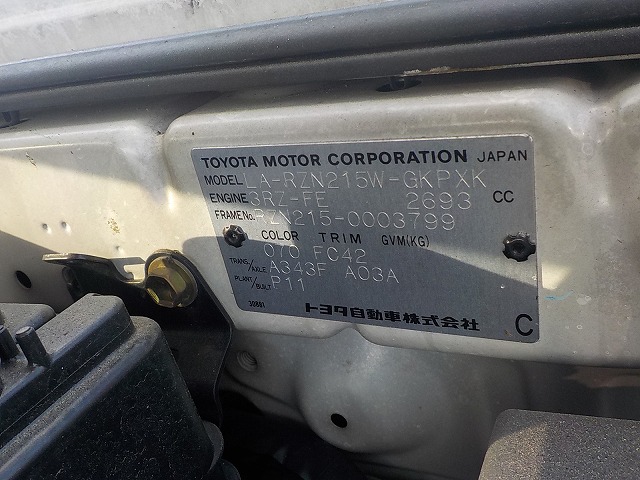 TOYOTA MOTOR CORPORATION JAPAN
MODEL LA-RZN215W-GKPXK
ENGINE 3RZ-FE 2693 CC
FRAME No. RZN215-0003799
COLOR TRIM GVM(KG)
070 FC42
TRANS./AXLE A343F A03A
PLANT/BUILT P11
30881
トヨタ自動車株式会社 C